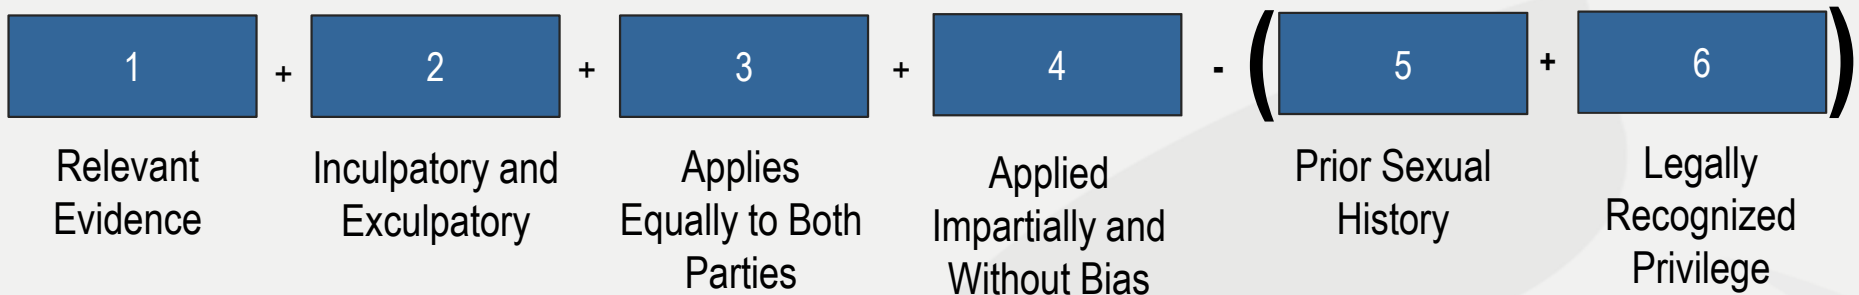 1 + 2 + 3 + 4 - ( 5 + 6 )
Relevant
Evidence
Inculpatory and
Exculpatory
Applies
Equally to Both
Parties
Applied
Impartially and
Without Bias
Prior Sexual
History
Legally
Recognized
Privilege